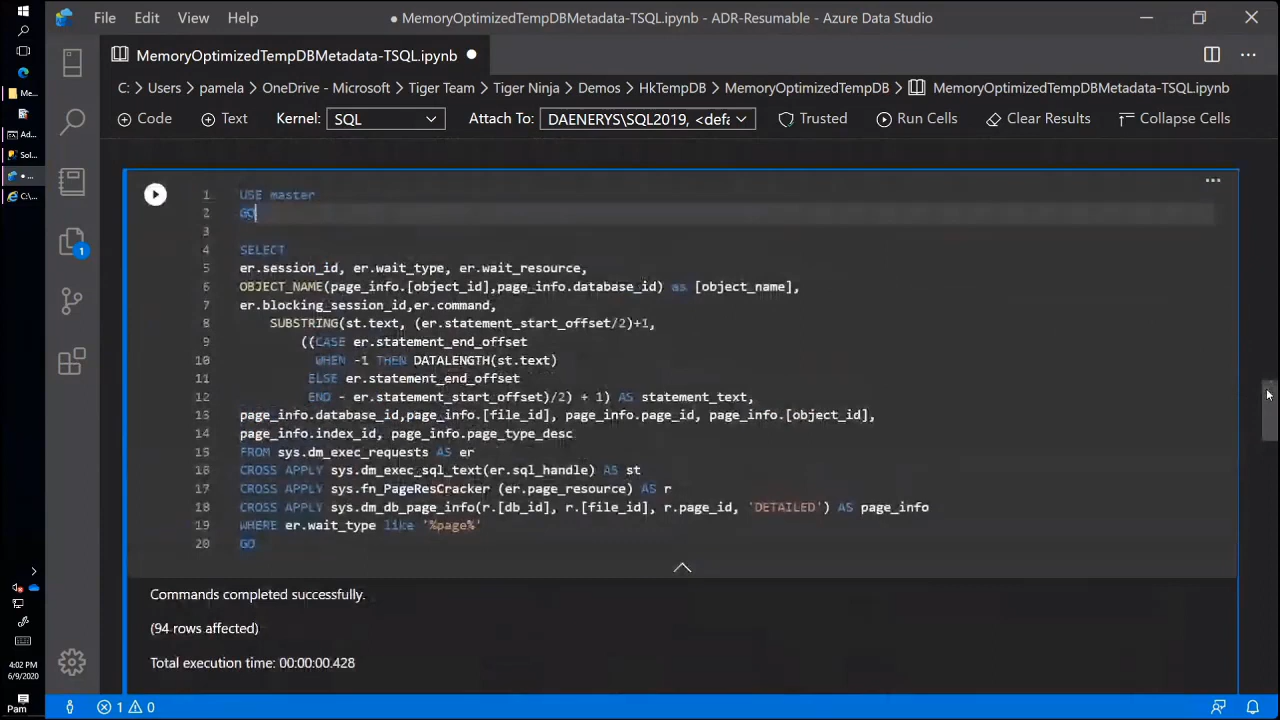 File Edit View Help
● MemoryOptimizedTempDBMetadata-TSQL.ipynb - ADR-Resumable - Azure Data Studio
MemoryOptimizedTempDBMetadata-TSQL.ipynb ●
C: > Users > pamela > OneDrive - Microsoft > Tiger Team > Tiger Ninja > Demos > HkTempDB > MemoryOptimizedTempDB > MemoryOptimizedTempDBMetadata-TSQL.ipynb
Code Text Kernel: SQL Attach To: DAENERYS\SQL2019, <defa Trusted Run Cells Clear Results Collapse Cells
1 USE master
2 GO
3
4 SELECT
5 er.session_id, er.wait_type, er.wait_resource,
6 OBJECT_NAME(page_info.[object_id],page_info.database_id) as [object_name],
7 er.blocking_session_id,er.command,
8 SUBSTRING(st.text, (er.statement_start_offset/2)+1,
9 ((CASE er.statement_end_offset
10 WHEN -1 THEN DATALENGTH(st.text)
11 ELSE er.statement_end_offset
12 END - er.statement_start_offset)/2) + 1) AS statement_text,
13 page_info.database_id,page_info.[file_id], page_info.page_id, page_info.[object_id],
14 page_info.index_id, page_info.page_type_desc
15 FROM sys.dm_exec_requests AS er
16 CROSS APPLY sys.dm_exec_sql_text(er.sql_handle) AS st
17 CROSS APPLY sys.fn_PageResCracker (er.page_resource) AS r
18 CROSS APPLY sys.dm_db_page_info(r.[db_id], r.[file_id], r.page_id, 'DETAILED') AS page_info
19 WHERE er.wait_type like '%page%'
20 GO
Commands completed successfully.
(94 rows affected)
Total execution time: 00:00:00.428
Me...
Ad...
Sol...
...
C:\...
1
4:02 PM
6/9/2020
Pam
1 0